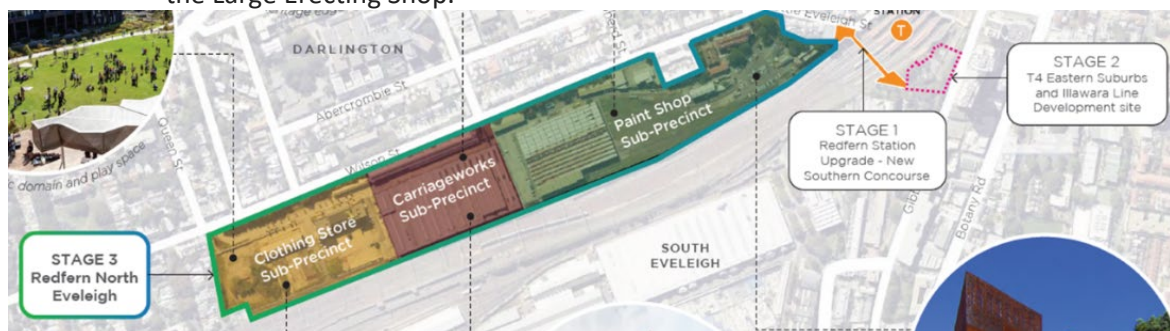 the Large Erecting Shop.
STATION
T
DARLINGTON
Abercrombie St
Queen St
Wilson St
Paint Shop
Sub-Precinct
Carriageworks
Sub-Precinct
Clothing Store
Sub-Precinct
domain and play space
STAGE 1
Redfern Station
Upgrade - New
Southern Concourse
STAGE 2
T4 Eastern Suburbs
and Illawara Line
Development site
Botany Rd
SOUTH
EVELEIGH
STAGE 3
Redfern North
Eveleigh